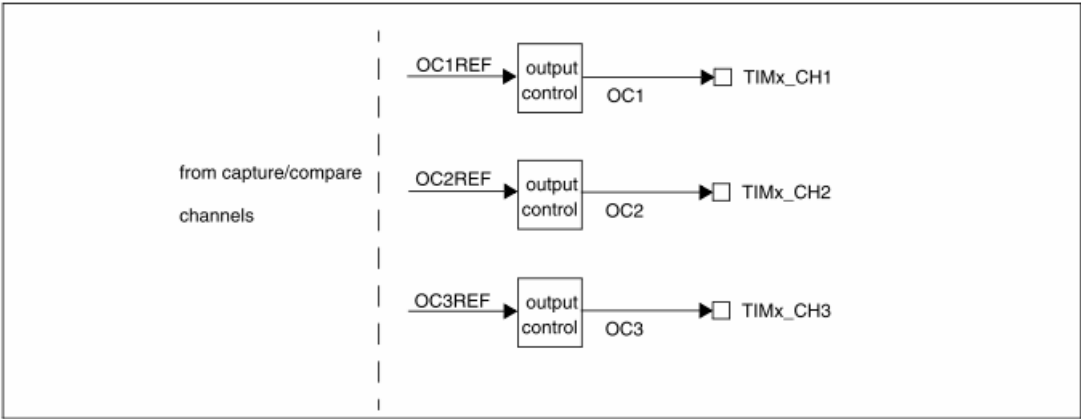 OC1REF
output
control
OC1
TIMx_CH1
from capture/compare
channels
OC2REF
output
control
OC2
TIMx_CH2
OC3REF
output
control
OC3
TIMx_CH3